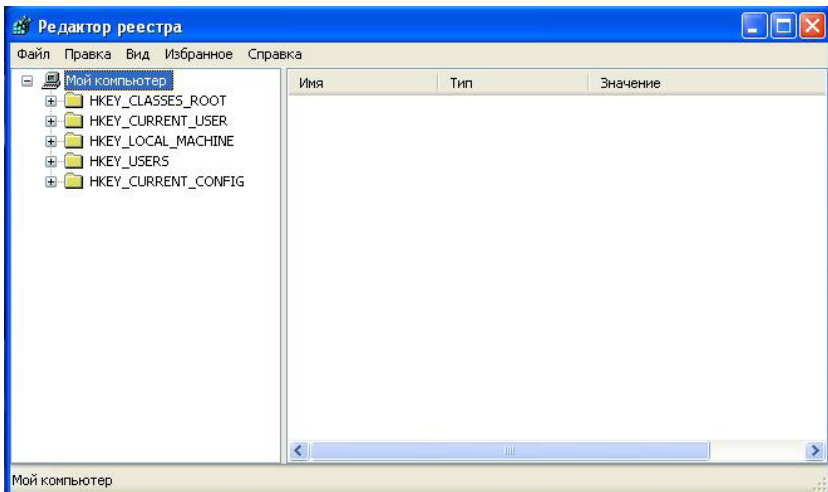 Редактор реестра
Файл Правка Вид Избранное Справка
Мой компьютер
HKEY_CLASSES_ROOT
HKEY_CURRENT_USER
HKEY_LOCAL_MACHINE
HKEY_USERS
HKEY_CURRENT_CONFIG
Имя Тип Значение
Мой компьютер